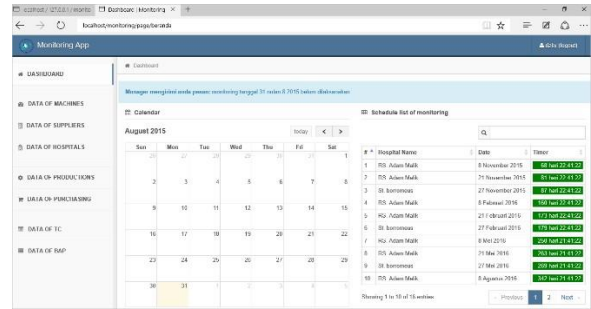 localhost / 127.0.0.1 / monito
Dashboard | Monitoring
localhost/monitoring/page/beranda
Monitoring App
DASHBOARD
DATA OF MACHINES
DATA OF SUPPLIERS
DATA OF HOSPITALS
DATA OF PRODUCTIONS
DATA OF PURCHASING
DATA OF TC
DATA OF BAP
Dashboard
Manager mengirimi anda pesan: monitoring tanggal 31 bulan 8 2015 belum dilaksanakan
Calendar
August 2015
today
Sun Mon Tue Wed Thu Fri Sat
26 27 28 29 30 31 1
2 3 4 5 6 7 8
9 10 11 12 13 14 15
16 17 18 19 20 21 22
23 24 25 26 27 28 29
30 31 1 2 3 4 5
Schedule list of monitoring
# Hospital Name Date Timer
1 RS. Adam Malik 8 November 2015 68 hari 22:41:22
2 RS. Adam Malik 21 November 2015 81 hari 22:41:22
3 St. borromeus 27 November 2015 87 hari 22:41:22
4 RS. Adam Malik 8 Februari 2016 160 hari 22:41:22
5 RS. Adam Malik 21 Februari 2016 173 hari 22:41:22
6 St. borromeus 27 Februari 2016 179 hari 22:41:22
7 RS. Adam Malik 8 Mei 2016 250 hari 21:41:22
8 RS. Adam Malik 21 Mei 2016 263 hari 21:41:22
9 St. borromeus 27 Mei 2016 269 hari 21:41:22
10 RS. Adam Malik 8 Agustus 2016 342 hari 21:41:22
Showing 1 to 10 of 18 entries
Previous 1 2 Next